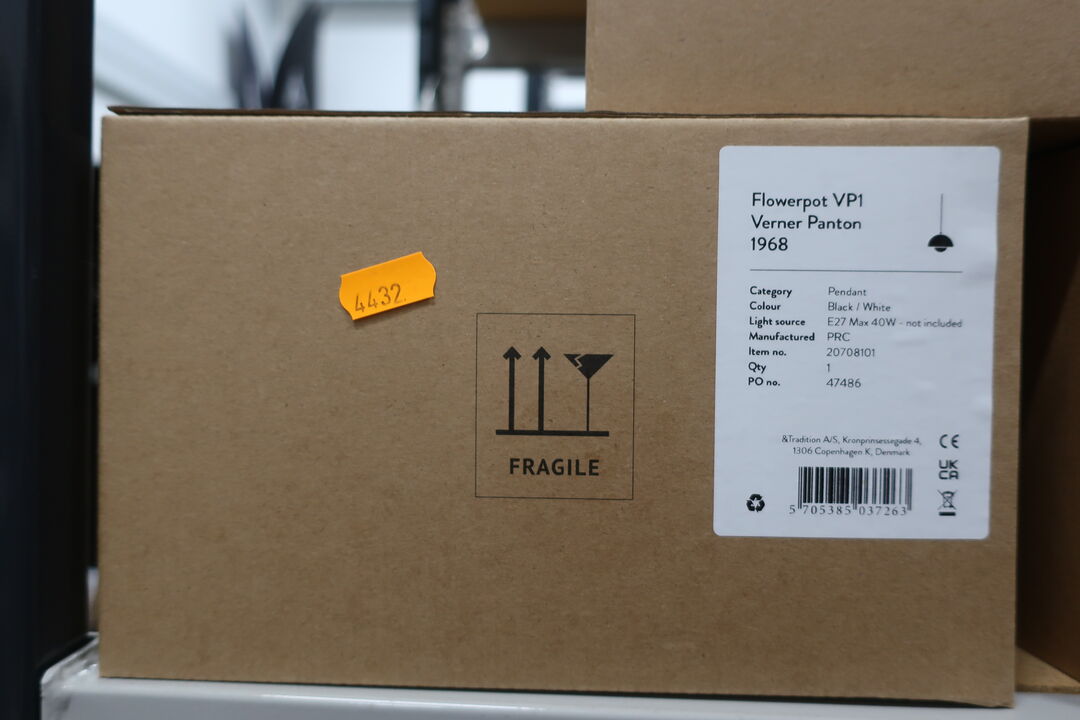 4432.
FRAGILE
Flowerpot VP1
Verner Panton
1968
Category Pendant
Colour Black / White
Light source E27 Max 40W - not included
Manufactured PRC
Item no. 20708101
Qty 1
PO no. 47486
&Tradition A/S, Kronprinsessegade 4,
1306 Copenhagen K, Denmark
CE
UK
CA
5 705385 037263